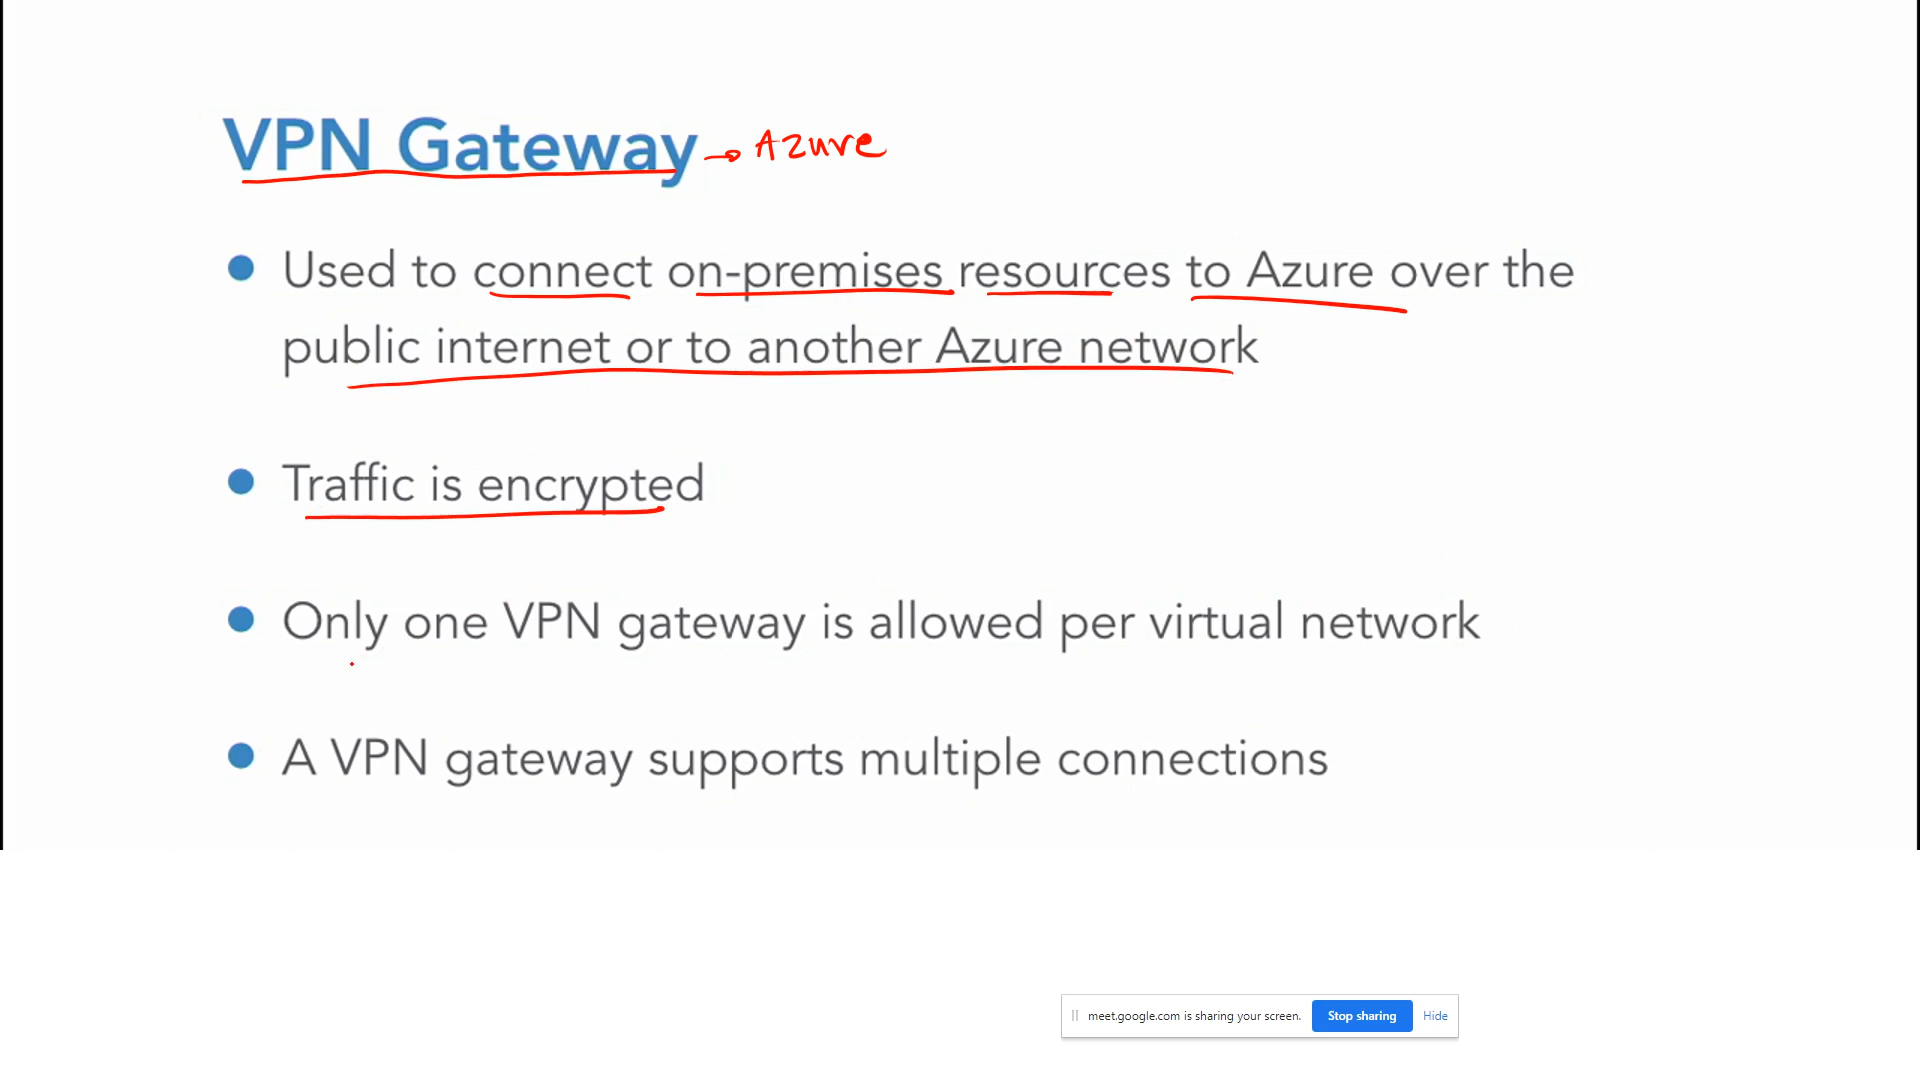 VPN Gateway → Azure
Used to connect on-premises resources to Azure over the
public internet or to another Azure network
Traffic is encrypted
Only one VPN gateway is allowed per virtual network
A VPN gateway supports multiple connections
meet.google.com is sharing your screen. Stop sharing Hide